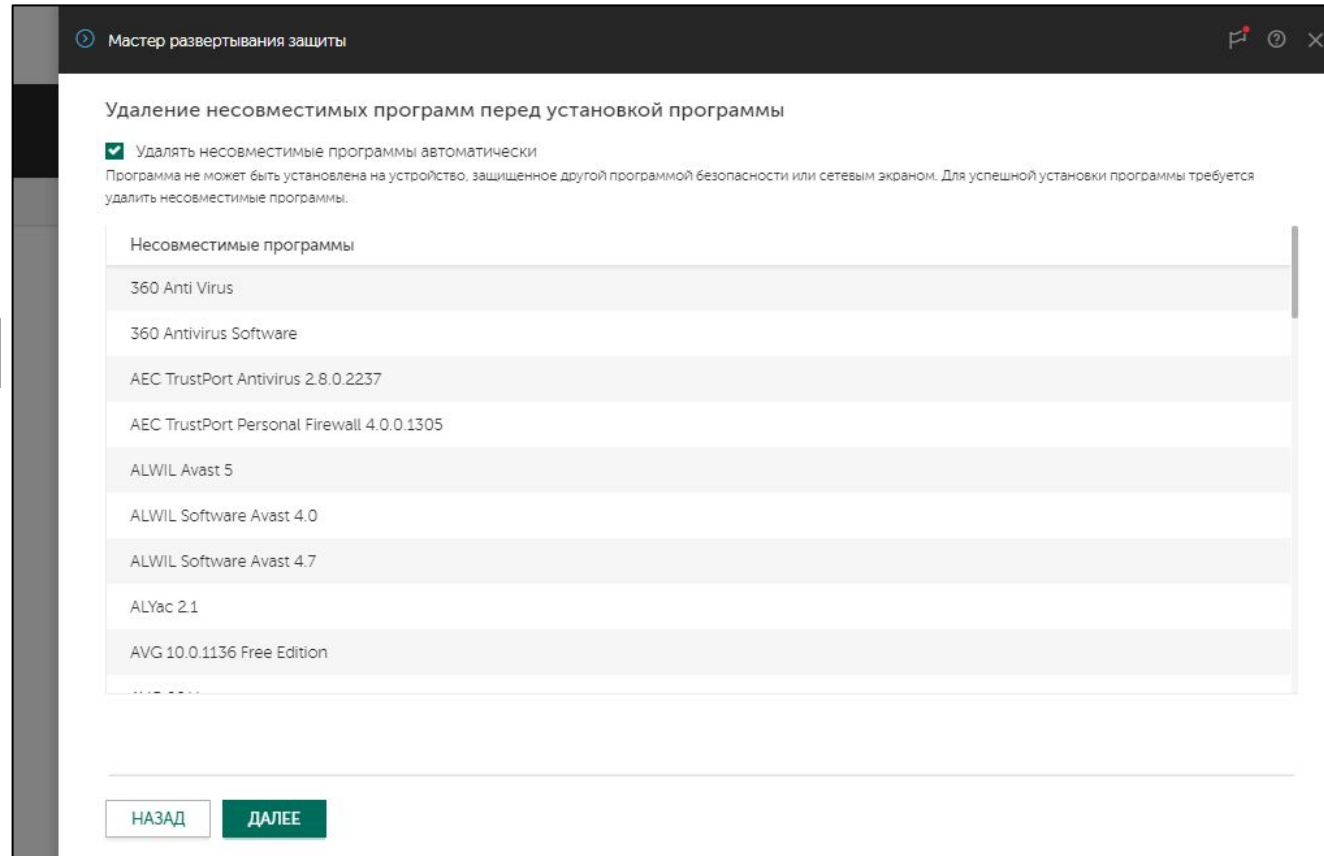 Мастер развертывания защиты
Удаление несовместимых программ перед установкой программы
Удалять несовместимые программы автоматически
Программа не может быть установлена на устройство, защищенное другой программой безопасности или сетевым экраном. Для успешной установки программы требуется
удалить несовместимые программы.
Несовместимые программы
360 Anti Virus
360 Antivirus Software
AEC TrustPort Antivirus 2.8.0.2237
AEC TrustPort Personal Firewall 4.0.0.1305
ALWIL Avast 5
ALWIL Software Avast 4.0
ALWIL Software Avast 4.7
ALYac 2.1
AVG 10.0.1136 Free Edition
НАЗАД
ДАЛЕЕ